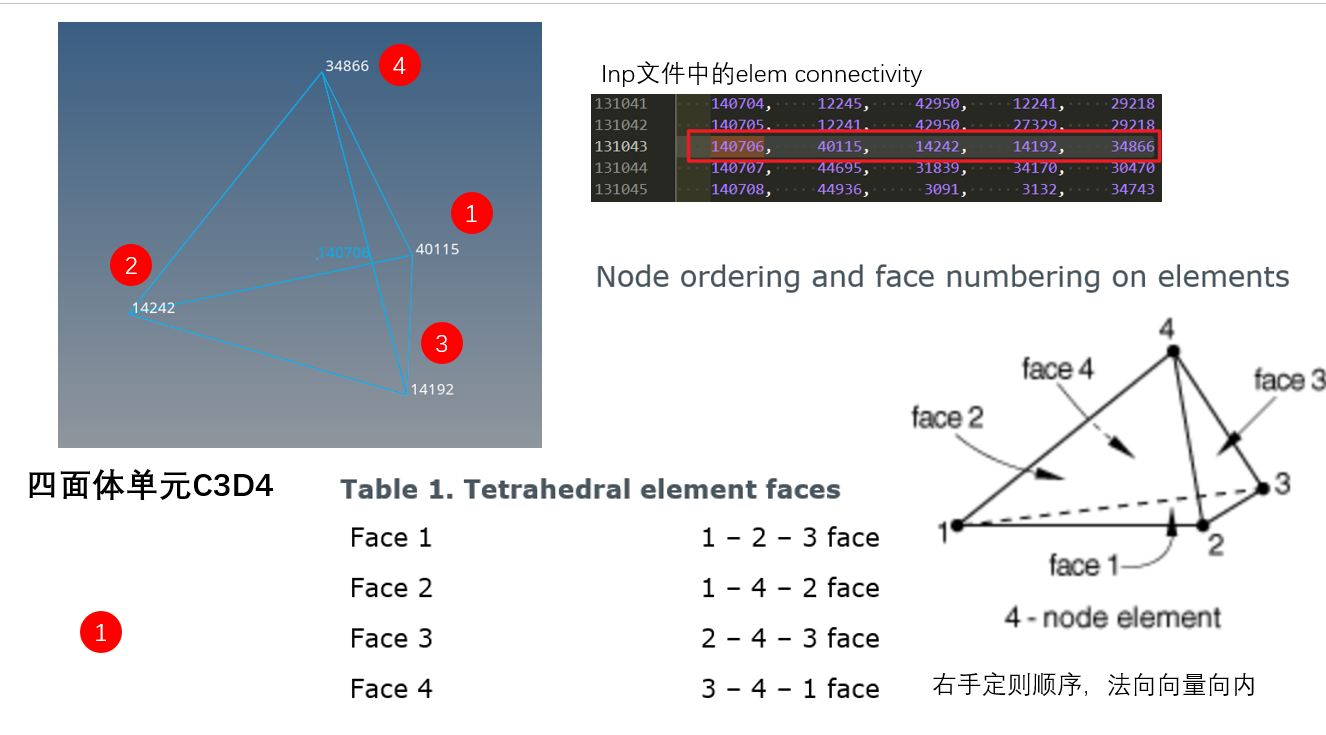 34866
4
1
140706
40115
2
14242
3
14192
Inp文件中的elem connectivity
131041 140704, 12245, 42950, 12241, 29218
131042 140705, 12241, 42950, 27329, 29218
131043 140706, 40115, 14242, 14192, 34866
131044 140707, 44695, 31839, 34170, 30470
131045 140708, 44936, 3091, 3132, 34743
Node ordering and face numbering on elements
4
face 4
face 3
face 2
3
1
2
face 1
4 - node element
右手定则顺序，法向向量向内
四面体单元C3D4
Table 1. Tetrahedral element faces
Face 1 1 – 2 – 3 face
Face 2 1 – 4 – 2 face
Face 3 2 – 4 – 3 face
Face 4 3 – 4 – 1 face
1